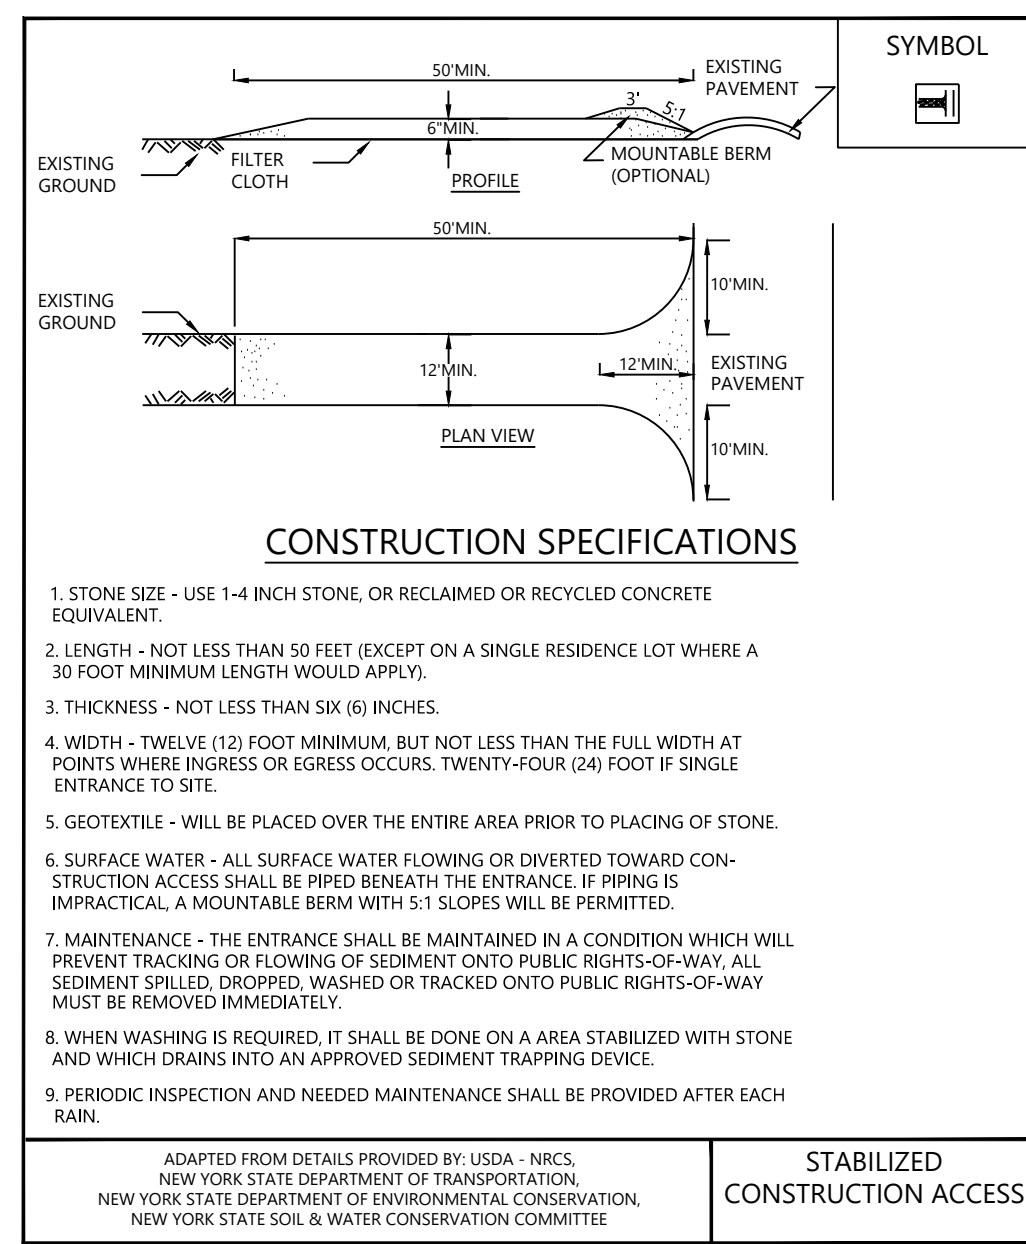 SYMBOL
50'MIN.
EXISTING
PAVEMENT
3'
5:1
6"MIN.
EXISTING
GROUND
FILTER
CLOTH
PROFILE
MOUNTABLE BERM
(OPTIONAL)
50'MIN.
10'MIN.
EXISTING
GROUND
12'MIN.
12'MIN.
EXISTING
PAVEMENT
PLAN VIEW
10'MIN.
CONSTRUCTION SPECIFICATIONS
1. STONE SIZE - USE 1-4 INCH STONE, OR RECLAIMED OR RECYCLED CONCRETE
EQUIVALENT.
2. LENGTH - NOT LESS THAN 50 FEET (EXCEPT ON A SINGLE RESIDENCE LOT WHERE A
30 FOOT MINIMUM LENGTH WOULD APPLY).
3. THICKNESS - NOT LESS THAN SIX (6) INCHES.
4. WIDTH - TWELVE (12) FOOT MINIMUM, BUT NOT LESS THAN THE FULL WIDTH AT
POINTS WHERE INGRESS OR EGRESS OCCURS. TWENTY-FOUR (24) FOOT IF SINGLE
ENTRANCE TO SITE.
5. GEOTEXTILE - WILL BE PLACED OVER THE ENTIRE AREA PRIOR TO PLACING OF STONE.
6. SURFACE WATER - ALL SURFACE WATER FLOWING OR DIVERTED TOWARD CON-
STRUCTION ACCESS SHALL BE PIPED BENEATH THE ENTRANCE. IF PIPING IS
IMPRACTICAL, A MOUNTABLE BERM WITH 5:1 SLOPES WILL BE PERMITTED.
7. MAINTENANCE - THE ENTRANCE SHALL BE MAINTAINED IN A CONDITION WHICH WILL
PREVENT TRACKING OR FLOWING OF SEDIMENT ONTO PUBLIC RIGHTS-OF-WAY, ALL
SEDIMENT SPILLED, DROPPED, WASHED OR TRACKED ONTO PUBLIC RIGHTS-OF-WAY
MUST BE REMOVED IMMEDIATELY.
8. WHEN WASHING IS REQUIRED, IT SHALL BE DONE ON A AREA STABILIZED WITH STONE
AND WHICH DRAINS INTO AN APPROVED SEDIMENT TRAPPING DEVICE.
9. PERIODIC INSPECTION AND NEEDED MAINTENANCE SHALL BE PROVIDED AFTER EACH
RAIN.
ADAPTED FROM DETAILS PROVIDED BY: USDA - NRCS,
NEW YORK STATE DEPARTMENT OF TRANSPORTATION,
NEW YORK STATE DEPARTMENT OF ENVIRONMENTAL CONSERVATION,
NEW YORK STATE SOIL & WATER CONSERVATION COMMITTEE
STABILIZED
CONSTRUCTION ACCESS